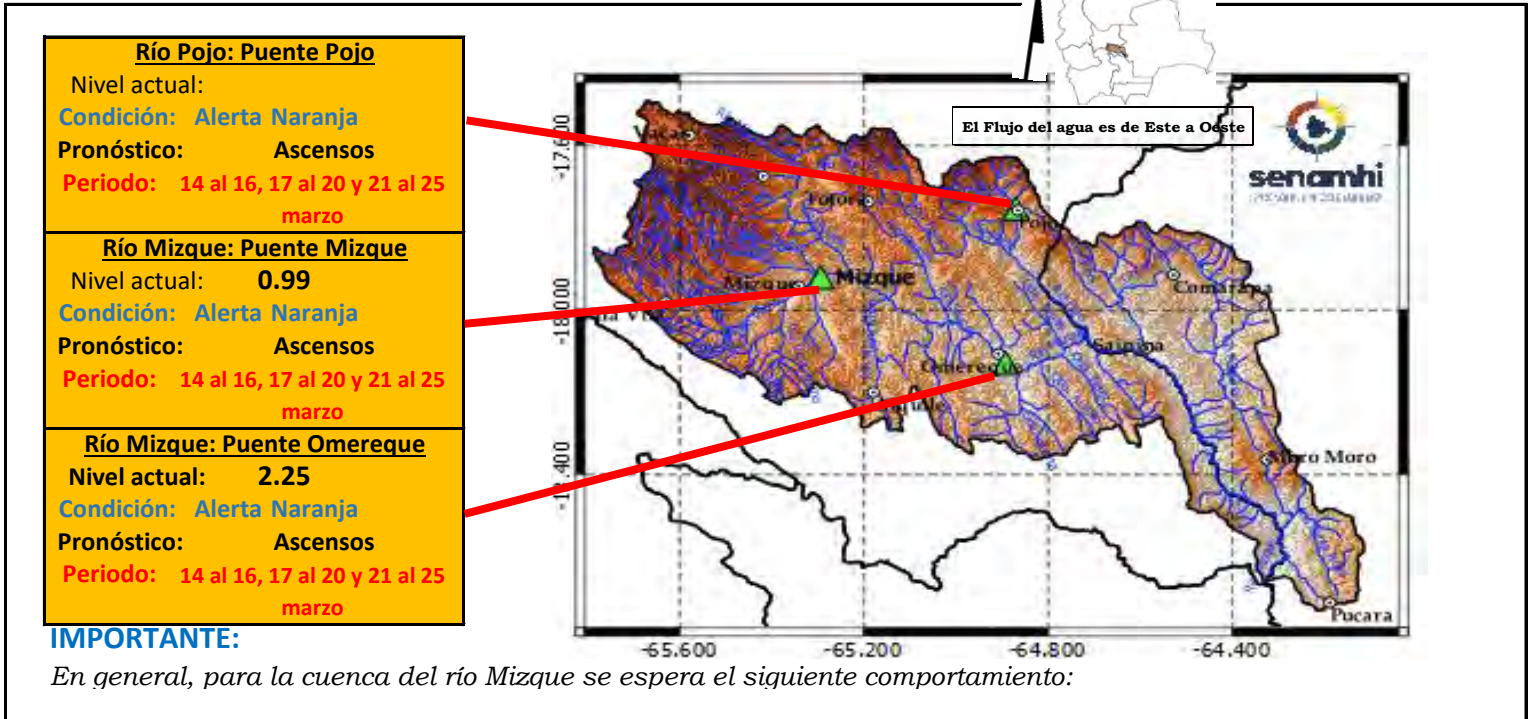 Río Pojo: Puente Pojo
Nivel actual:
Condición: Alerta Naranja
Pronóstico: Ascensos
Periodo: 14 al 16, 17 al 20 y 21 al 25
marzo
Río Mizque: Puente Mizque
Nivel actual: 0.99
Condición: Alerta Naranja
Pronóstico: Ascensos
Periodo: 14 al 16, 17 al 20 y 21 al 25
marzo
Río Mizque: Puente Omereque
Nivel actual: 2.25
Condición: Alerta Naranja
Pronóstico: Ascensos
Periodo: 14 al 16, 17 al 20 y 21 al 25
marzo
El Flujo del agua es de Este a Oeste
senamhi
-17.600
Totora
Pojo
Mizque
Mizque
Comarapa
Saipina
Omereque
Moro
Pucara
-65.600
-65.200
-64.800
-64.400
IMPORTANTE:
En general, para la cuenca del río Mizque se espera el siguiente comportamiento: